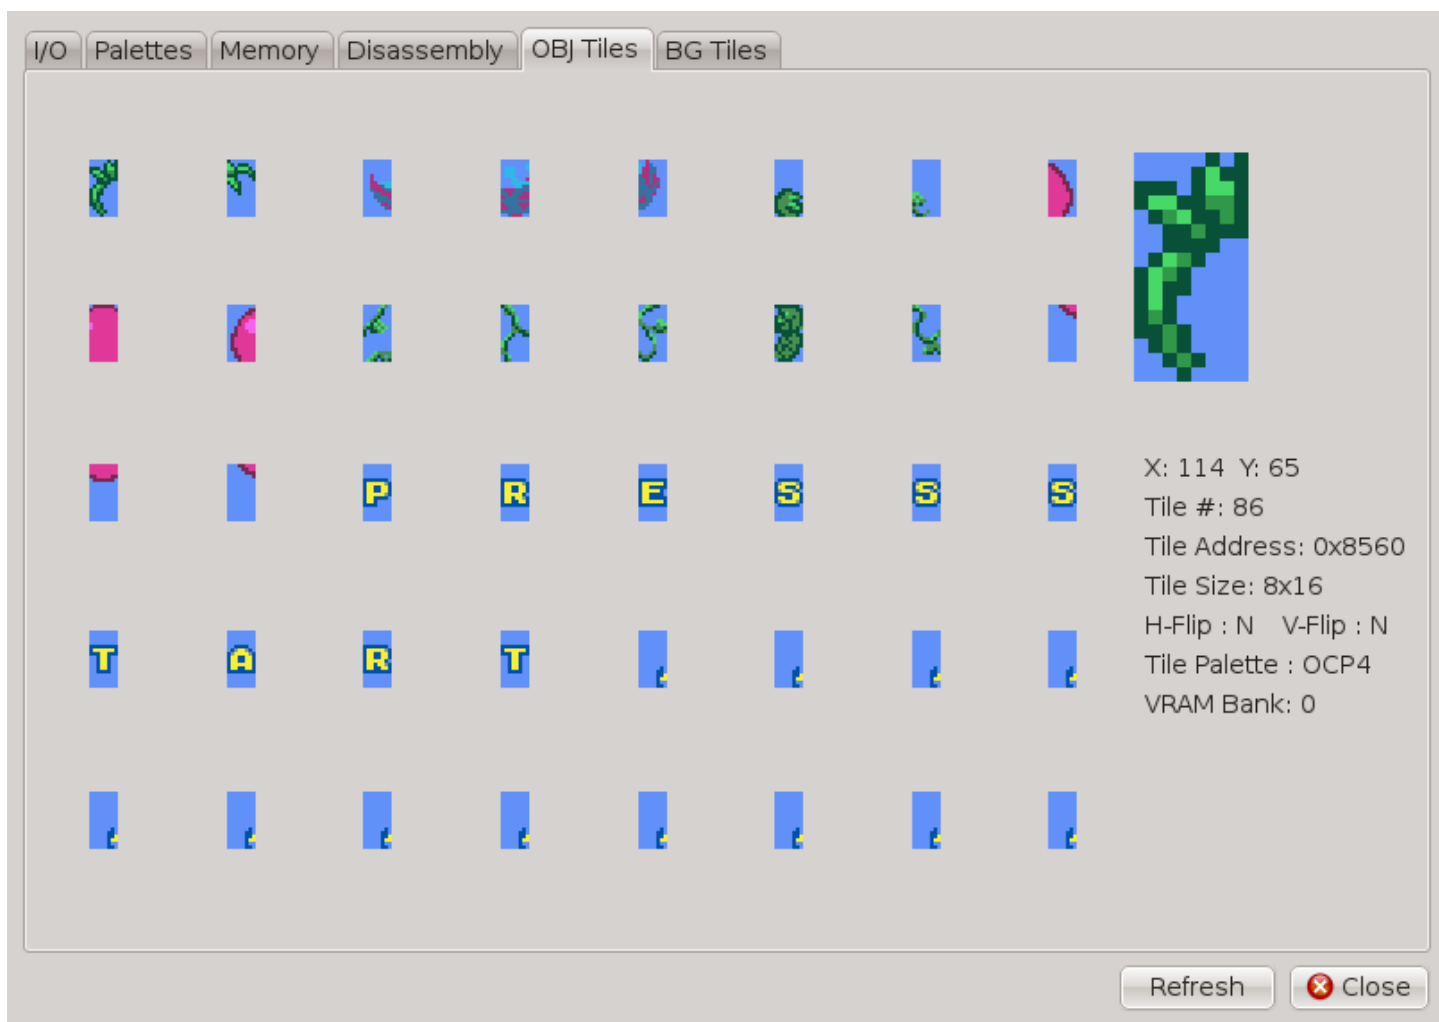 I/O Palettes Memory Disassembly OBJ Tiles BG Tiles
P R E S S S
T A R T
X: 114 Y: 65
Tile #: 86
Tile Address: 0x8560
Tile Size: 8x16
H-Flip : N V-Flip : N
Tile Palette : OCP4
VRAM Bank: 0
Refresh Close